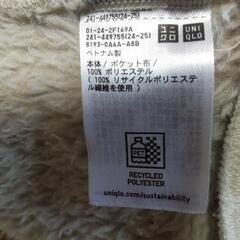 241-449755(24-25)
01-24-2F169A
241-449755(24-25)
8193-0A6A-A8B
ユニ
クロ
UNI
QLO
ベトナム製
本体 / ポケット布 /
100% ポリエステル
( 100% リサイクルポリエステ
ル繊維を使用)
PET
RECYCLED
POLYESTER
uniqlo.com/sustainability